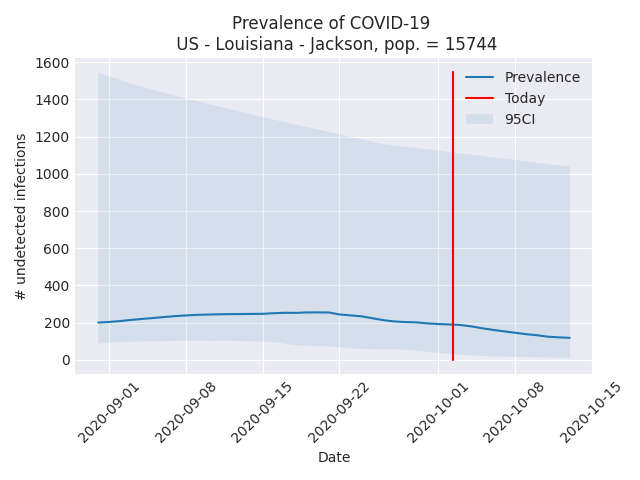 Prevalence of COVID-19
US - Louisiana - Jackson, pop. = 15744
1600
1400
1200
1000
800
600
400
200
0
# undetected infections
Prevalence
Today
95CI
2020-09-01
2020-09-08
2020-09-15
2020-09-22
2020-10-01
2020-10-08
2020-10-15
Date